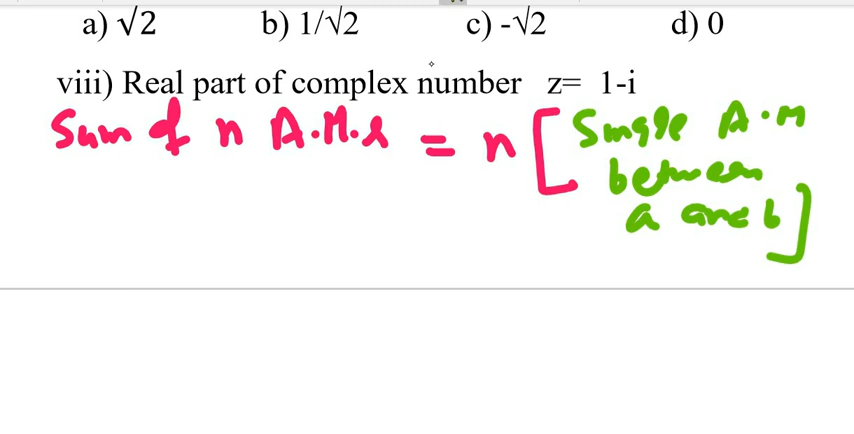 a) √2 b) 1/√2 c) -√2 d) 0
viii) Real part of complex number z= 1-i
Sum of n A.M.s = n [ Single A.M
between
a and b ]